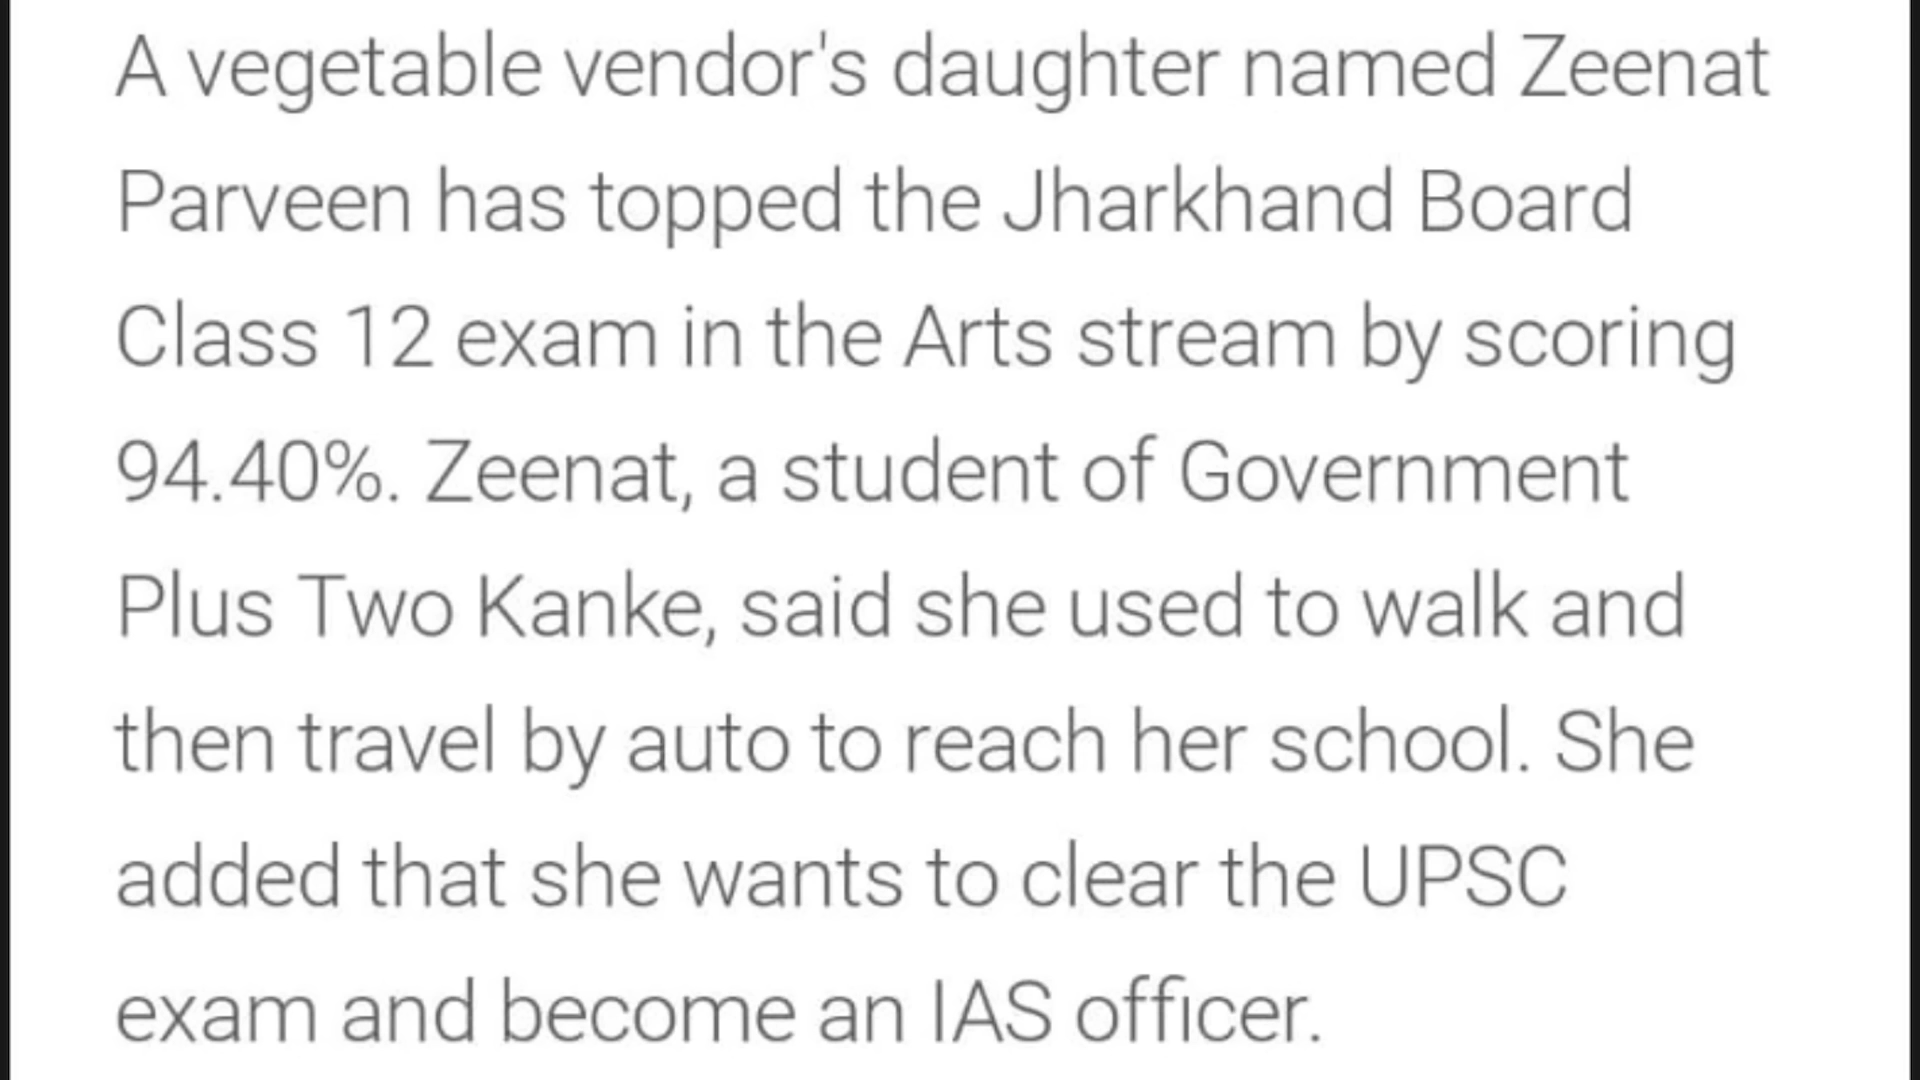 A vegetable vendor's daughter named Zeenat
Parveen has topped the Jharkhand Board
Class 12 exam in the Arts stream by scoring
94.40%. Zeenat, a student of Government
Plus Two Kanke, said she used to walk and
then travel by auto to reach her school. She
added that she wants to clear the UPSC
exam and become an IAS officer.